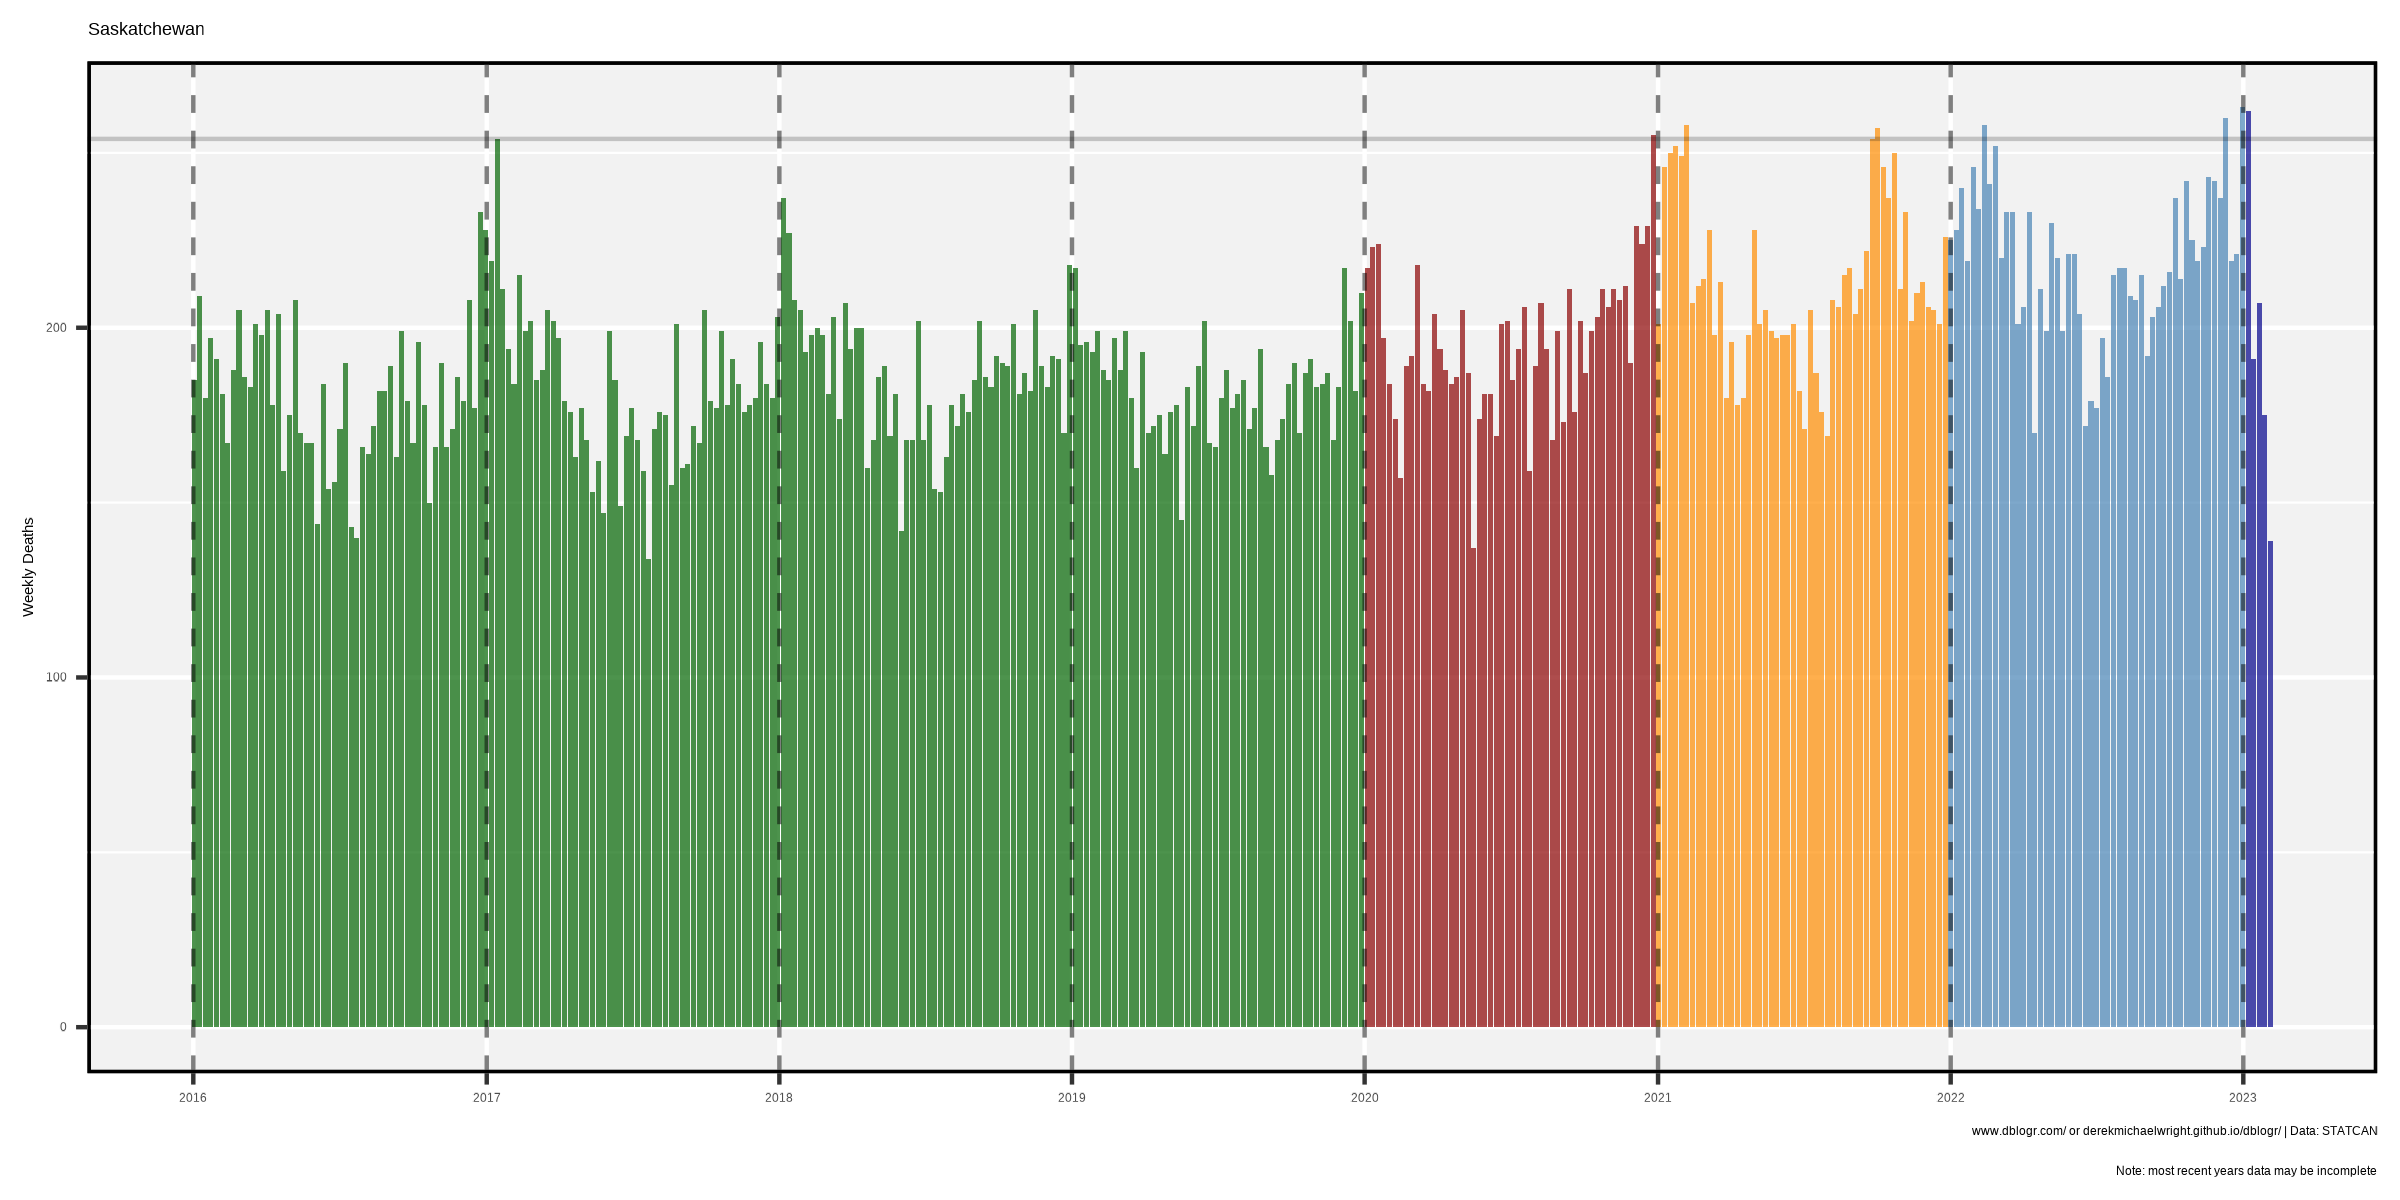 Saskatchewan
Weekly Deaths
200
100
0
2016 2017 2018 2019 2020 2021 2022 2023
www.dblogr.com/ or derekmichaelwright.github.io/dblogr/ | Data: STATCAN
Note: most recent years data may be incomplete